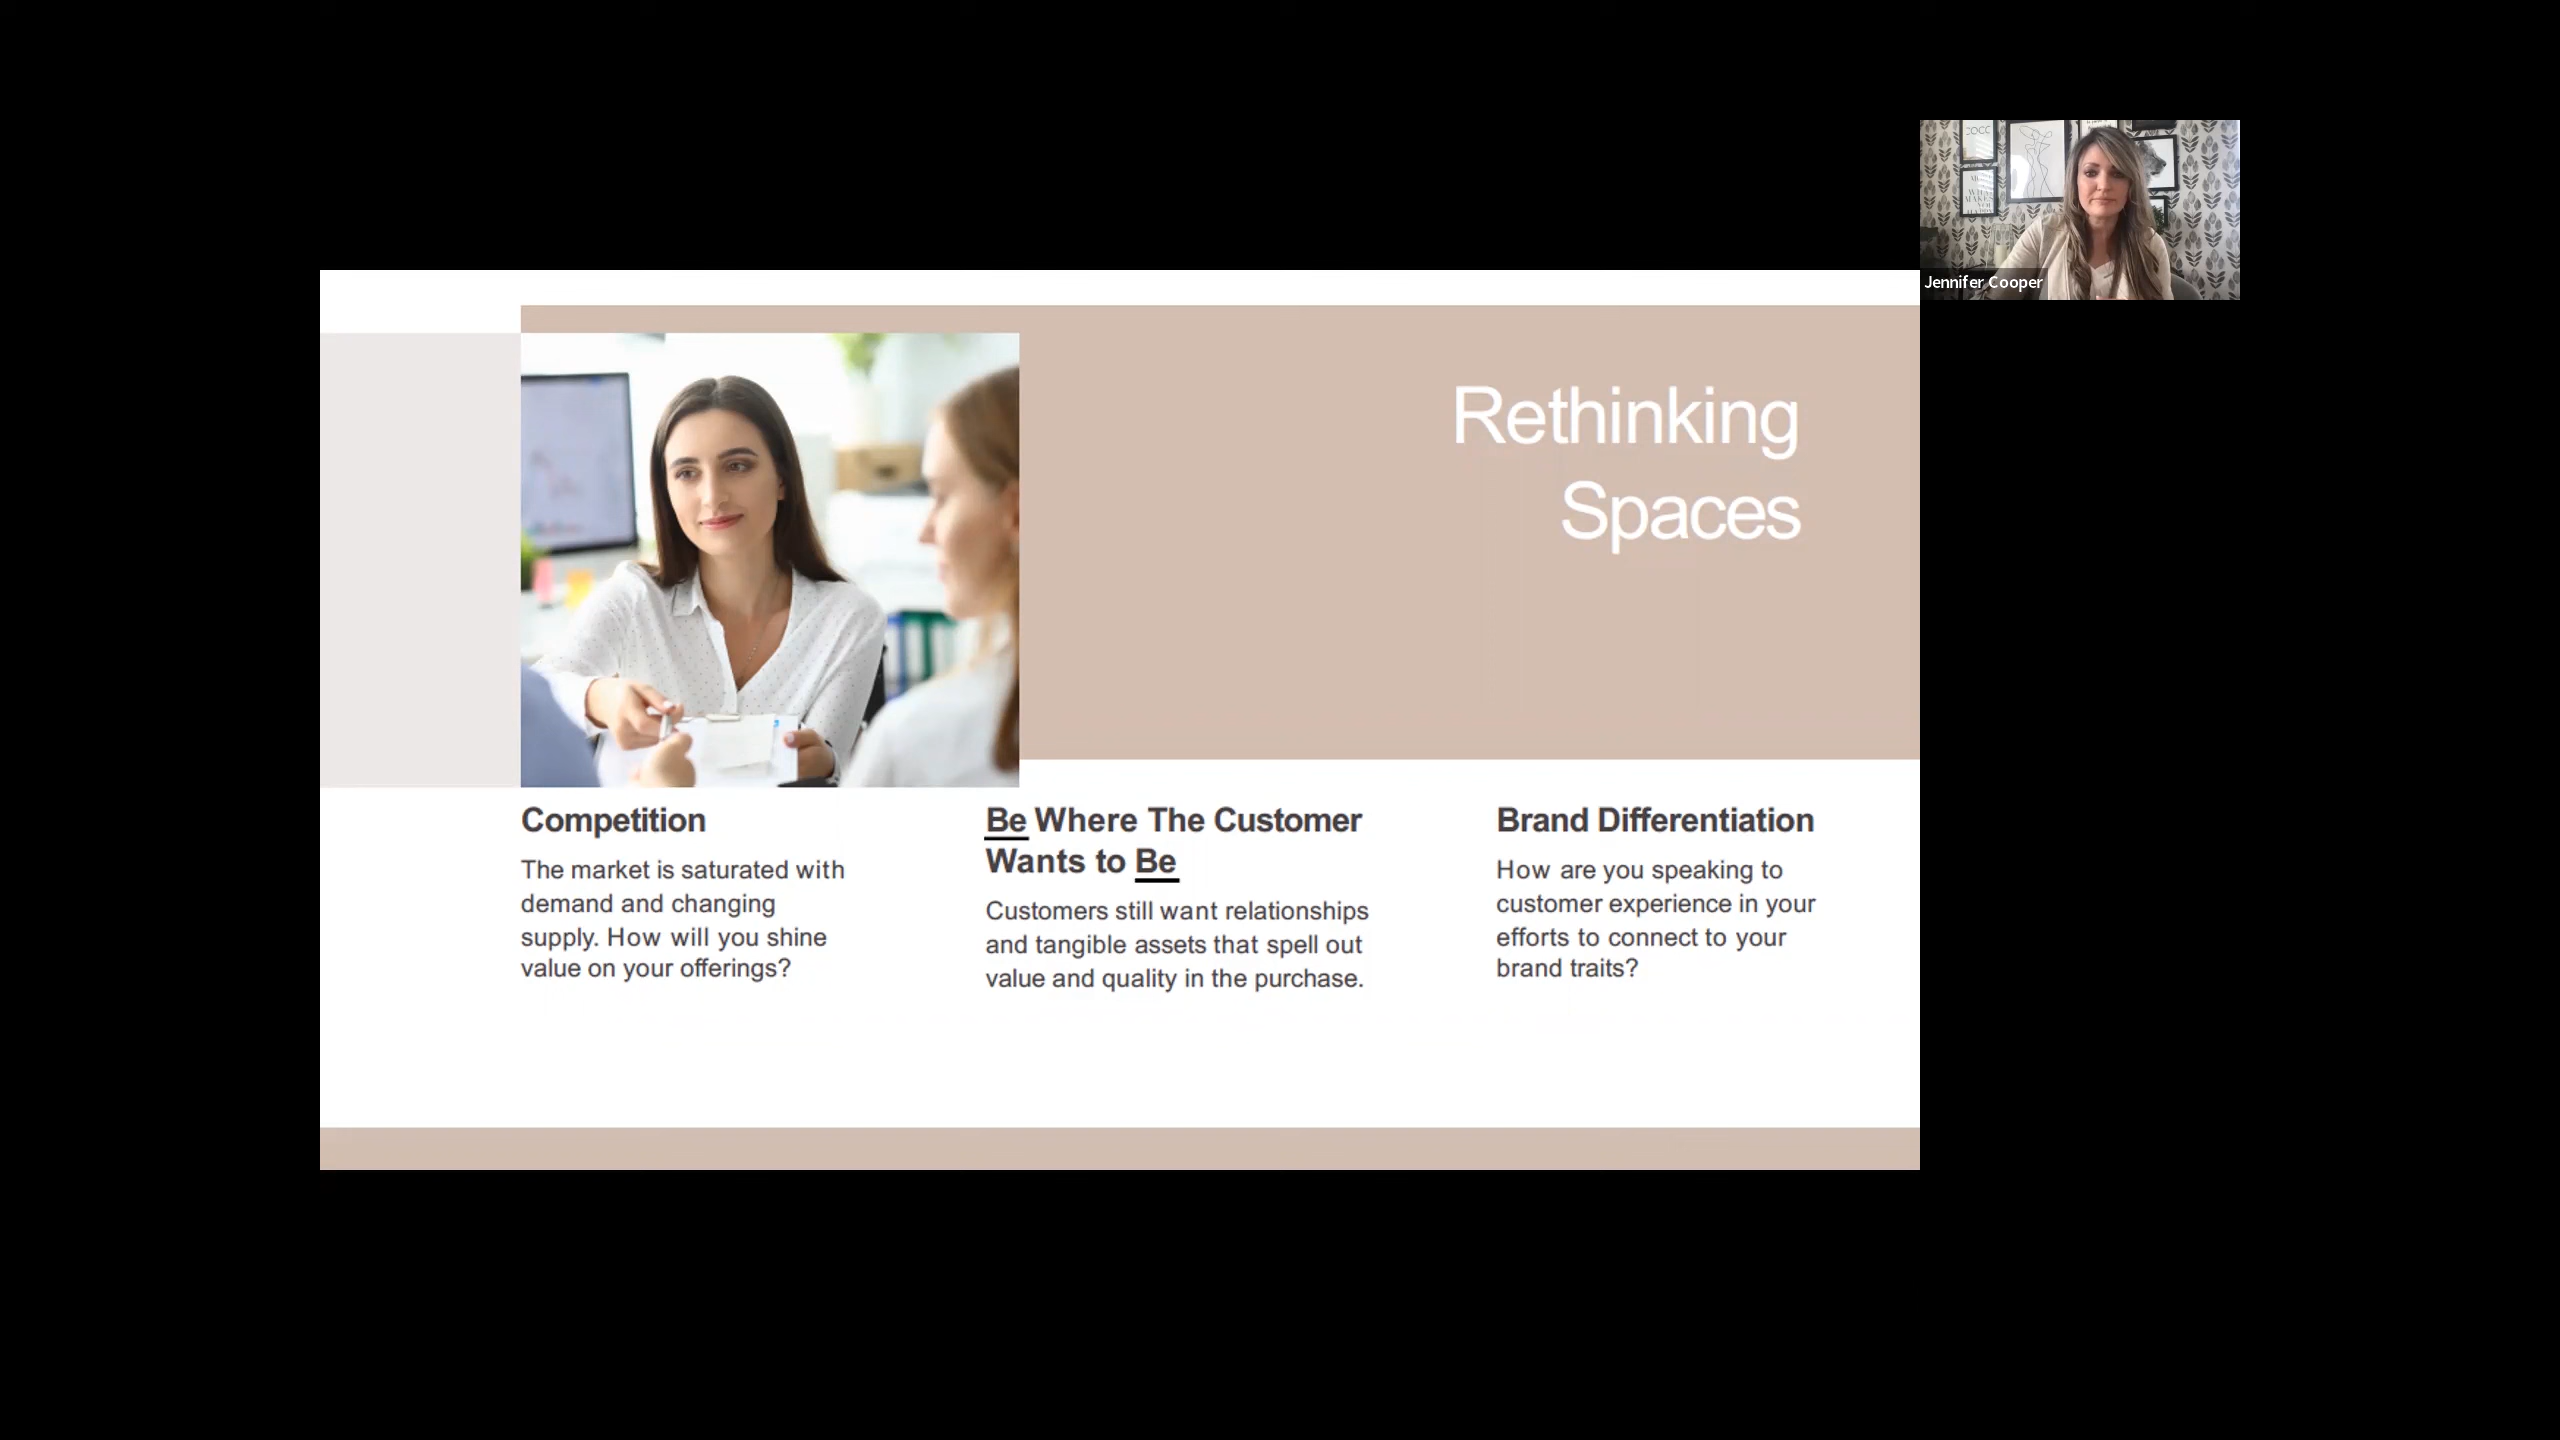 COCO
Jennifer Cooper
Rethinking
Spaces
Competition
The market is saturated with
demand and changing
supply. How will you shine
value on your offerings?
Be Where The Customer
Wants to Be
Customers still want relationships
and tangible assets that spell out
value and quality in the purchase.
Brand Differentiation
How are you speaking to
customer experience in your
efforts to connect to your
brand traits?